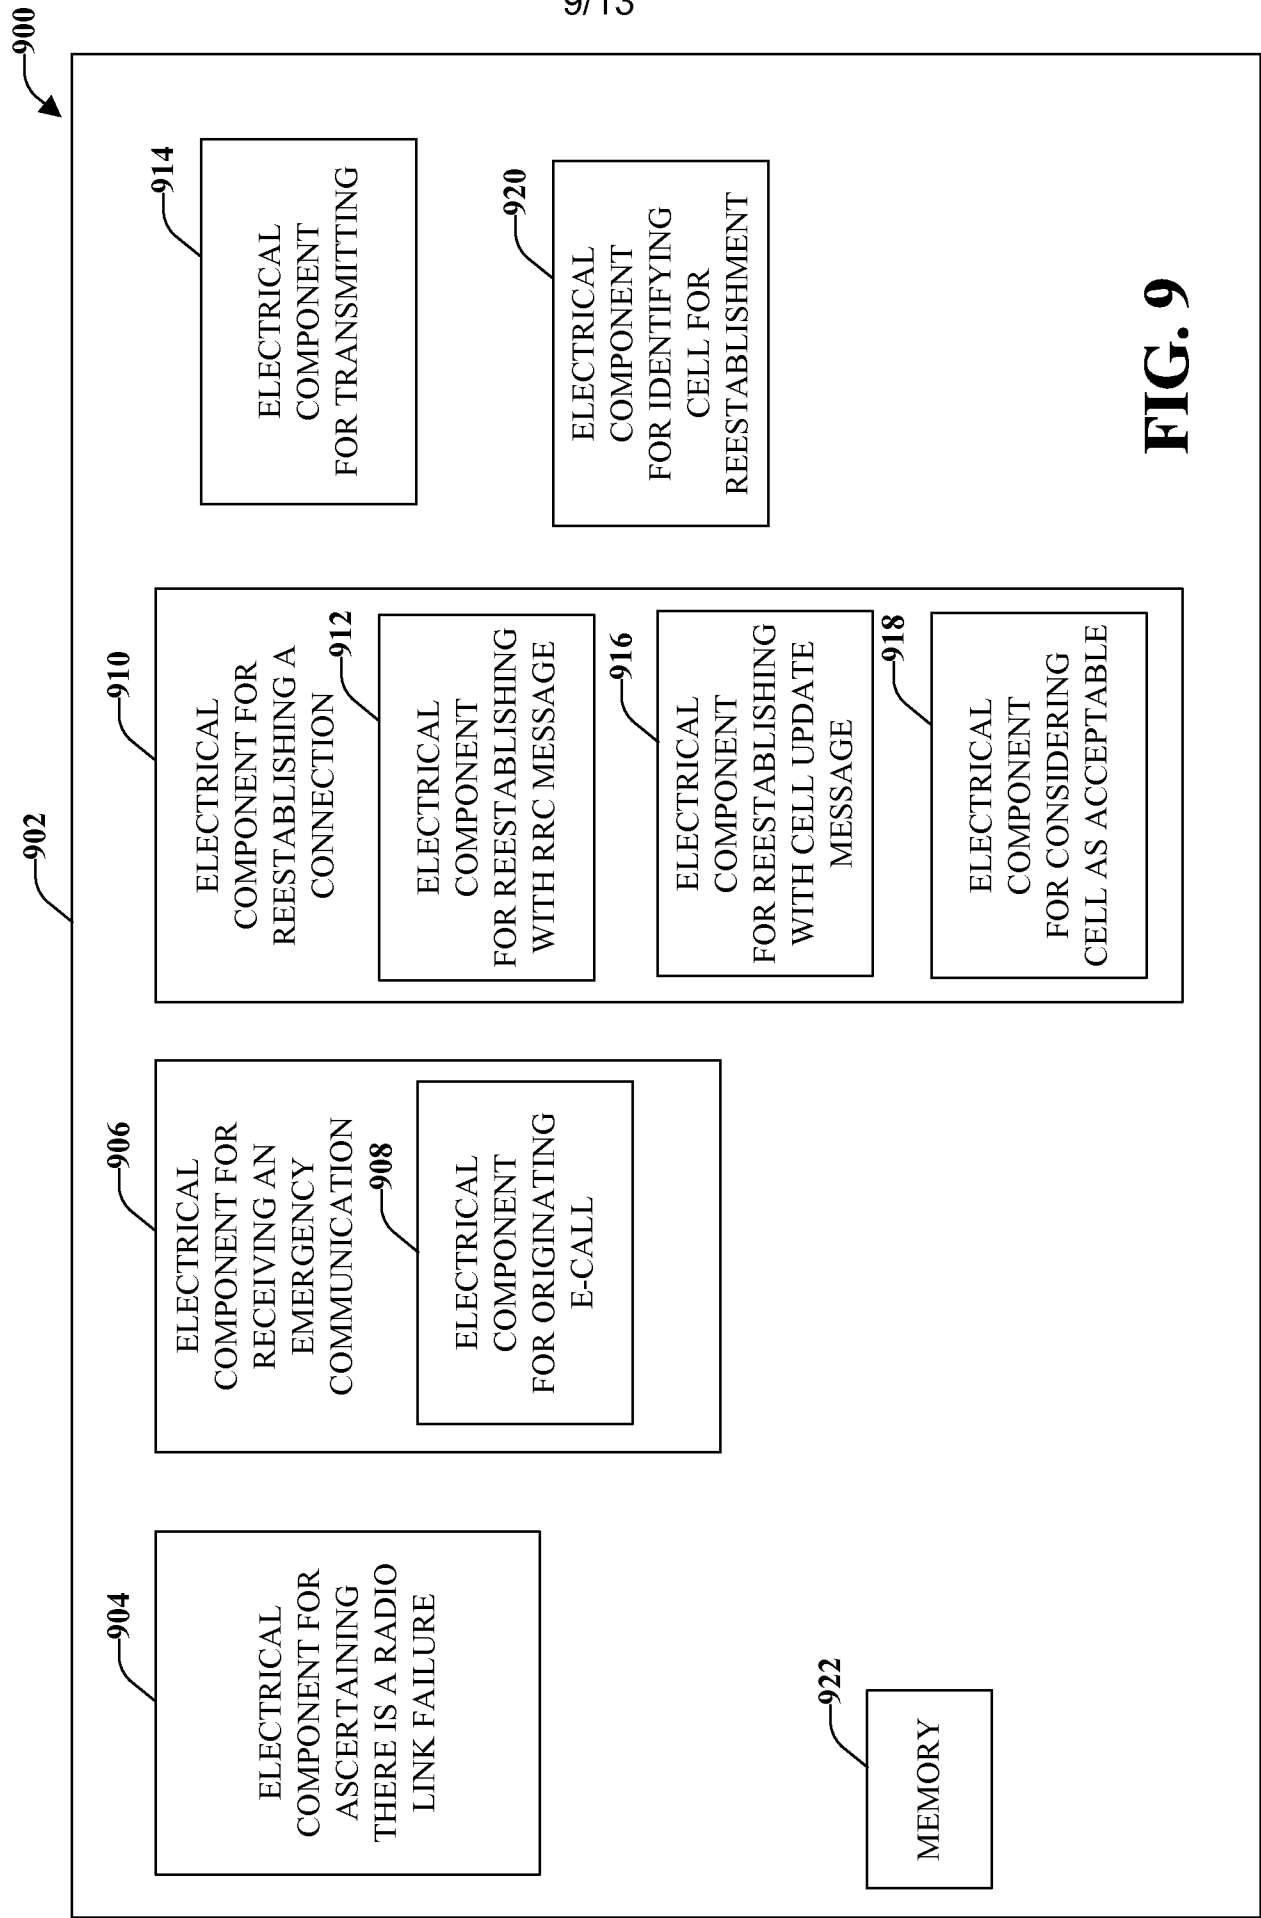 9/13
900
902
904
ELECTRICAL
COMPONENT FOR
ASCERTAINING
THERE IS A RADIO
LINK FAILURE
906
ELECTRICAL
COMPONENT FOR
RECEIVING AN
EMERGENCY
COMMUNICATION
908
ELECTRICAL
COMPONENT
FOR ORIGINATING
E-CALL
910
ELECTRICAL
COMPONENT FOR
REESTABLISHING A
CONNECTION
912
ELECTRICAL
COMPONENT
FOR REESTABLISHING
WITH RRC MESSAGE
916
ELECTRICAL
COMPONENT
FOR REESTABLISHING
WITH CELL UPDATE
MESSAGE
918
ELECTRICAL
COMPONENT
FOR CONSIDERING
CELL AS ACCEPTABLE
914
ELECTRICAL
COMPONENT
FOR TRANSMITTING
920
ELECTRICAL
COMPONENT
FOR IDENTIFYING
CELL FOR
REESTABLISHMENT
922
MEMORY
FIG. 9